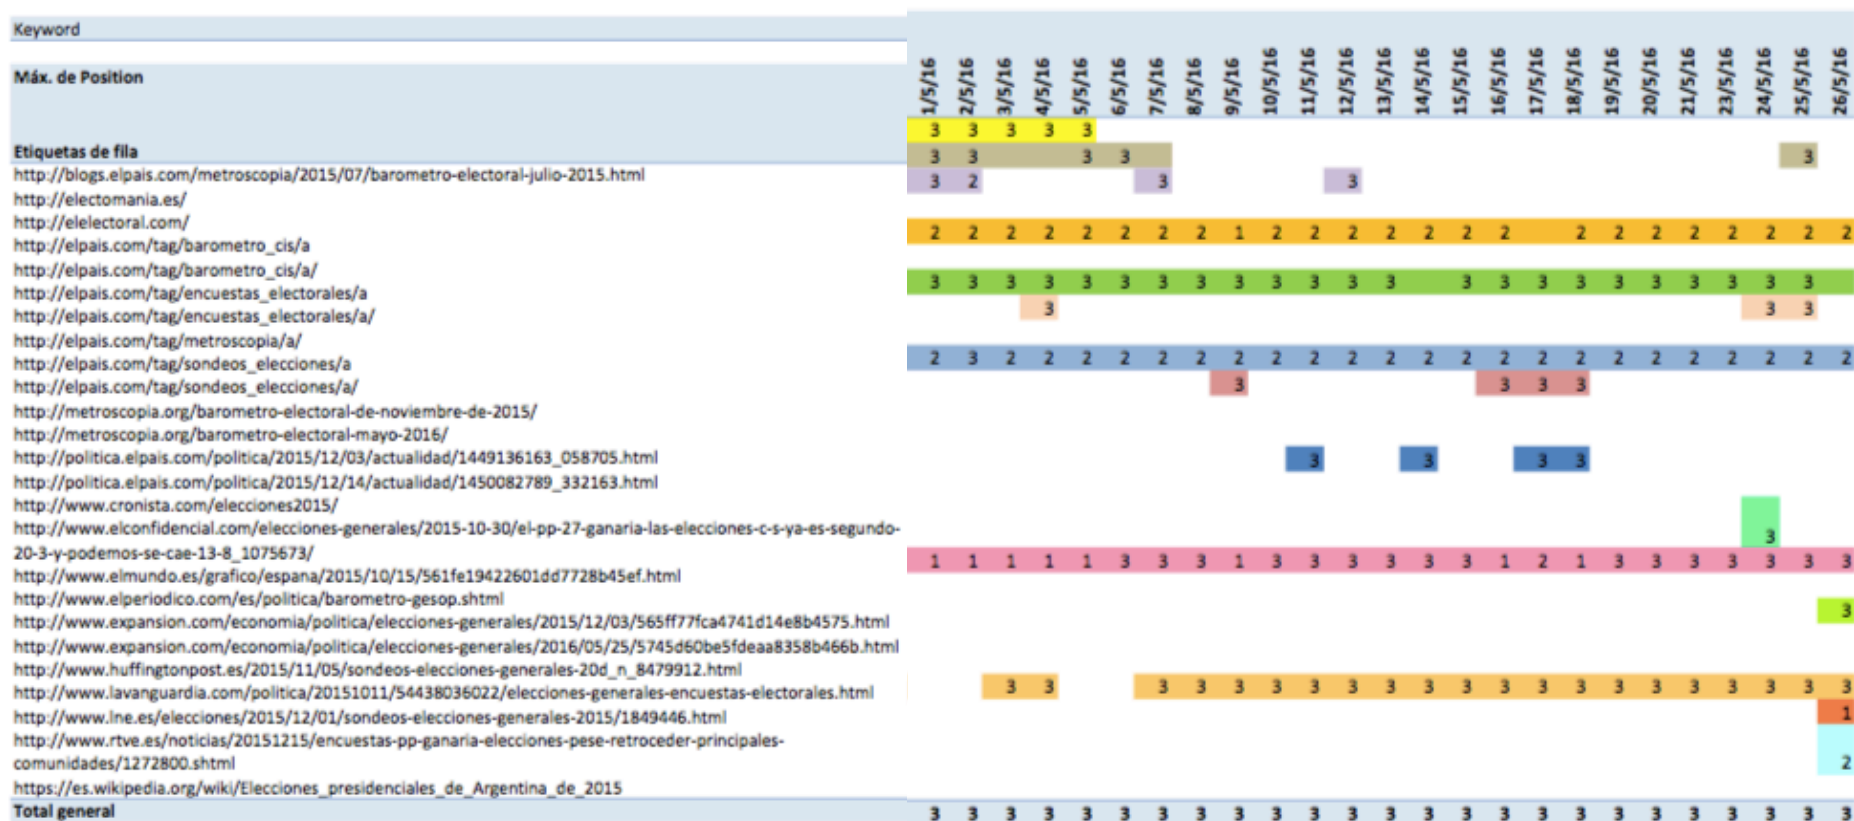 Keyword
Máx. de Position
1/5/16 2/5/16 3/5/16 4/5/16 5/5/16 6/5/16 7/5/16 8/5/16 9/5/16 10/5/16 11/5/16 12/5/16 13/5/16 14/5/16 15/5/16 16/5/16 17/5/16 18/5/16 19/5/16 20/5/16 21/5/16 23/5/16 24/5/16 25/5/16 26/5/16
Etiquetas de fila
http://blogs.elpais.com/metroscopia/2015/07/barometro-electoral-julio-2015.html
http://electomania.es/
http://elelectoral.com/
http://elpais.com/tag/barometro_cis/a
http://elpais.com/tag/barometro_cis/a/
http://elpais.com/tag/encuestas_electorales/a
http://elpais.com/tag/encuestas_electorales/a/
http://elpais.com/tag/metroscopia/a/
http://elpais.com/tag/sondeos_elecciones/a
http://elpais.com/tag/sondeos_elecciones/a/
http://metroscopia.org/barometro-electoral-de-noviembre-de-2015/
http://metroscopia.org/barometro-electoral-mayo-2016/
http://politica.elpais.com/politica/2015/12/03/actualidad/1449136163_058705.html
http://politica.elpais.com/politica/2015/12/14/actualidad/1450082789_332163.html
http://www.cronista.com/elecciones2015/
http://www.elconfidencial.com/elecciones-generales/2015-10-30/el-pp-27-ganaria-las-elecciones-c-s-ya-es-segundo-
20-3-y-podemos-se-cae-13-8_1075673/
http://www.elmundo.es/grafico/espana/2015/10/15/561fe19422601dd7728b45ef.html
http://www.elperiodico.com/es/politica/barometro-gesop.shtml
http://www.expansion.com/economia/politica/elecciones-generales/2015/12/03/565ff77fca4741d14e8b4575.html
http://www.expansion.com/economia/politica/elecciones-generales/2016/05/25/5745d60be5fdeaa8358b466b.html
http://www.huffingtonpost.es/2015/11/05/sondeos-elecciones-generales-20d_n_8479912.html
http://www.lavanguardia.com/politica/20151011/54438036022/elecciones-generales-encuestas-electorales.html
http://www.lne.es/elecciones/2015/12/01/sondeos-elecciones-generales-2015/1849446.html
http://www.rtve.es/noticias/20151215/encuestas-pp-ganaria-elecciones-pese-retroceder-principales-
comunidades/1272800.shtml
https://es.wikipedia.org/wiki/Elecciones_presidenciales_de_Argentina_de_2015
3 3 3 3 3
3 3 3 3 3
3 2 3 3
2 2 2 2 2 2 2 2 1 2 2 2 2 2 2 2 2 2 2 2 2 2 2 2
3 3 3 3 3 3 3 3 3 3 3 3 3 3 3 3 3 3 3 3 3 3 3
3 3 3
2 3 2 2 2 2 2 2 2 2 2 2 2 2 2 2 2 2 2 2 2 2 2 2 2
3 3 3 3
3 3 3 3
3
1 1 1 1 1 3 3 3 1 3 3 3 3 3 3 1 2 1 3 3 3 3 3 3 3
3
3 3 3 3 3 3 3 3 3 3 3 3 3 3 3 3 3 3 3 3 3
1
2
Total general 3 3 3 3 3 3 3 3 3 3 3 3 3 3 3 3 3 3 3 3 3 3 3 3 3